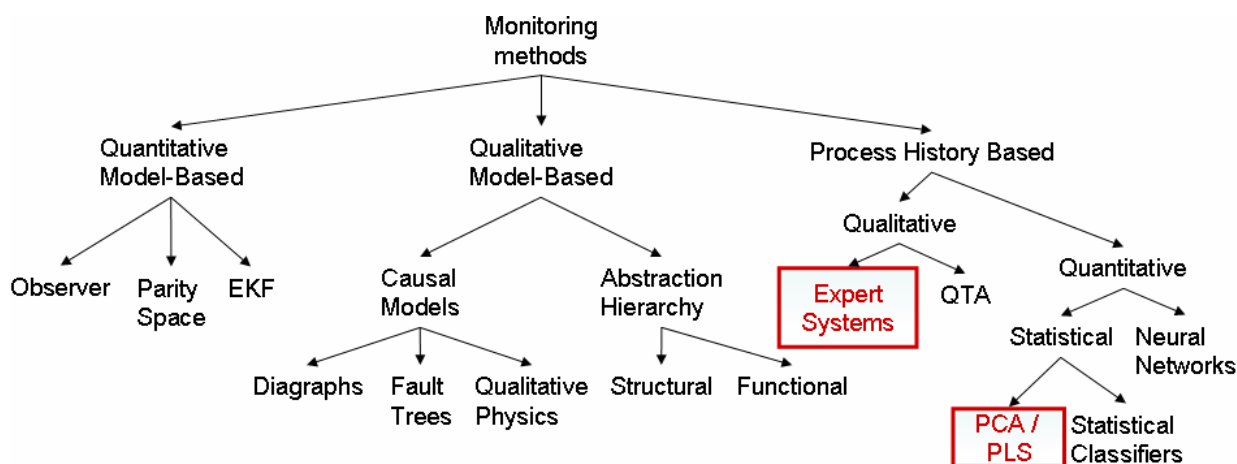 Monitoring
methods
Quantitative
Model-Based
Qualitative
Model-Based
Process History Based
Observer
Parity
Space
EKF
Causal
Models
Abstraction
Hierarchy
Qualitative
Expert
Systems
QTA
Quantitative
Diagraphs
Fault
Trees
Qualitative
Physics
Structural
Functional
Statistical
Neural
Networks
PCA /
PLS
Statistical
Classifiers